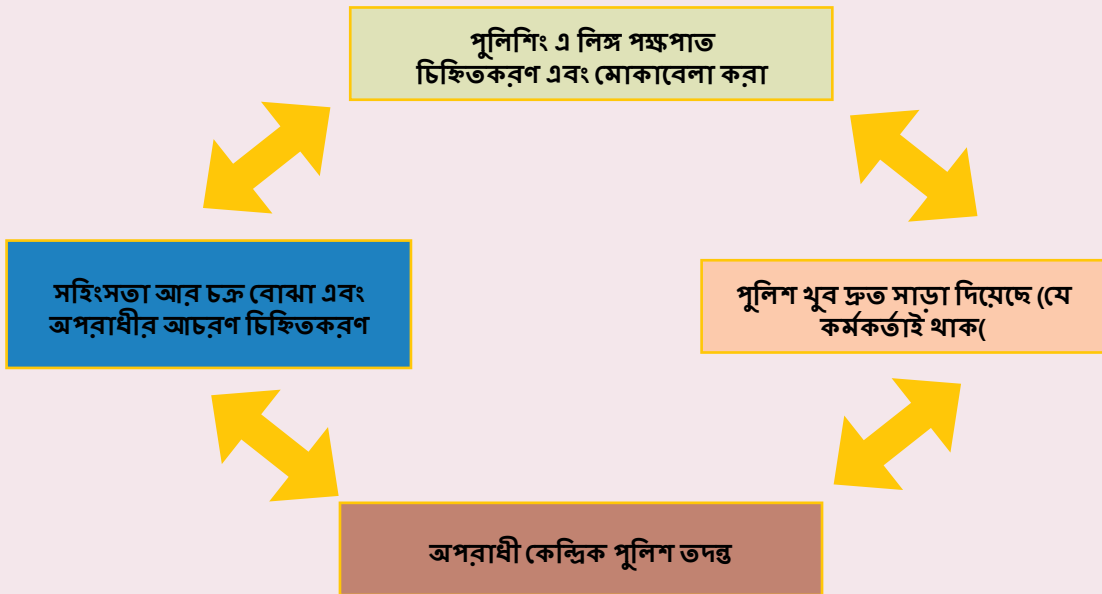 পুলিশিং এ লিঙ্গ পক্ষপাত
চিহ্নিতকরণ এবং মোকাবেলা করা
সহিংসতা আর চক্র বোঝা এবং
অপরাধীর আচরণ চিহ্নিতকরণ
পুলিশ খুব দ্রুত সাড়া দিয়েছে (যে
কর্মকর্তাই থাক(
অপরাধী কেন্দ্রিক পুলিশ তদন্ত